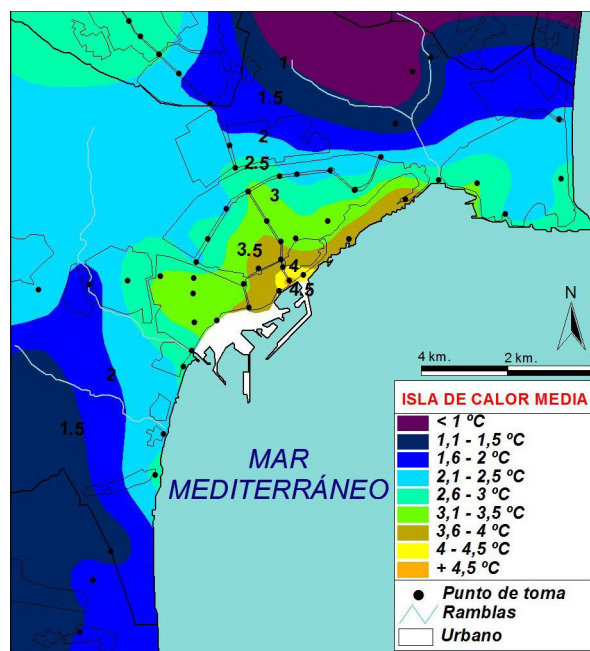 1
1.5
2
2.5
3
3.5
4
4.5
2
1.5
N
4 km. 2 km.
MAR
MEDITERRÁNEO
ISLA DE CALOR MEDIA
< 1 ºC
1,1 - 1,5 ºC
1,6 - 2 ºC
2,1 - 2,5 ºC
2,6 - 3 ºC
3,1 - 3,5 ºC
3,6 - 4 ºC
4 - 4,5 ºC
+ 4,5 ºC
Punto de toma
Ramblas
Urbano